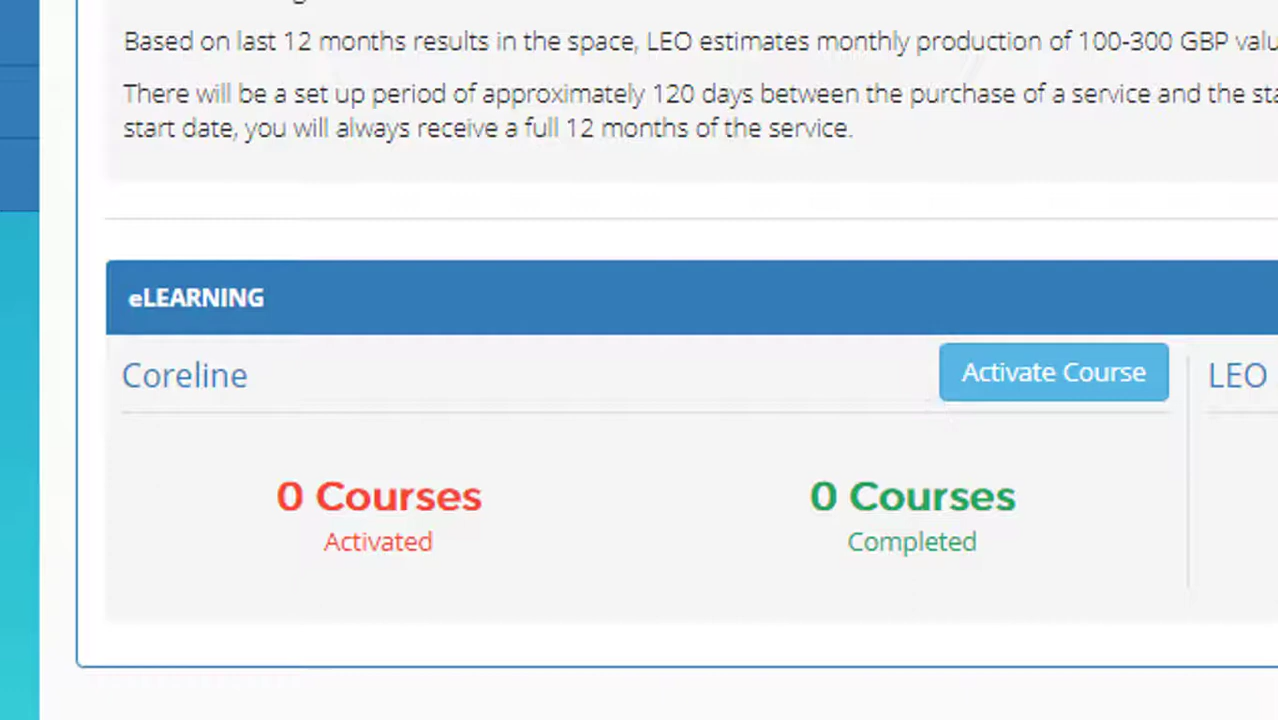 Based on last 12 months results in the space, LEO estimates monthly production of 100-300 GBP
There will be a set up period of approximately 120 days between the purchase of a service and the
start date, you will always receive a full 12 months of the service.
eLEARNING
Coreline
Activate Course
LEO
0 Courses
0 Courses
Activated
Completed